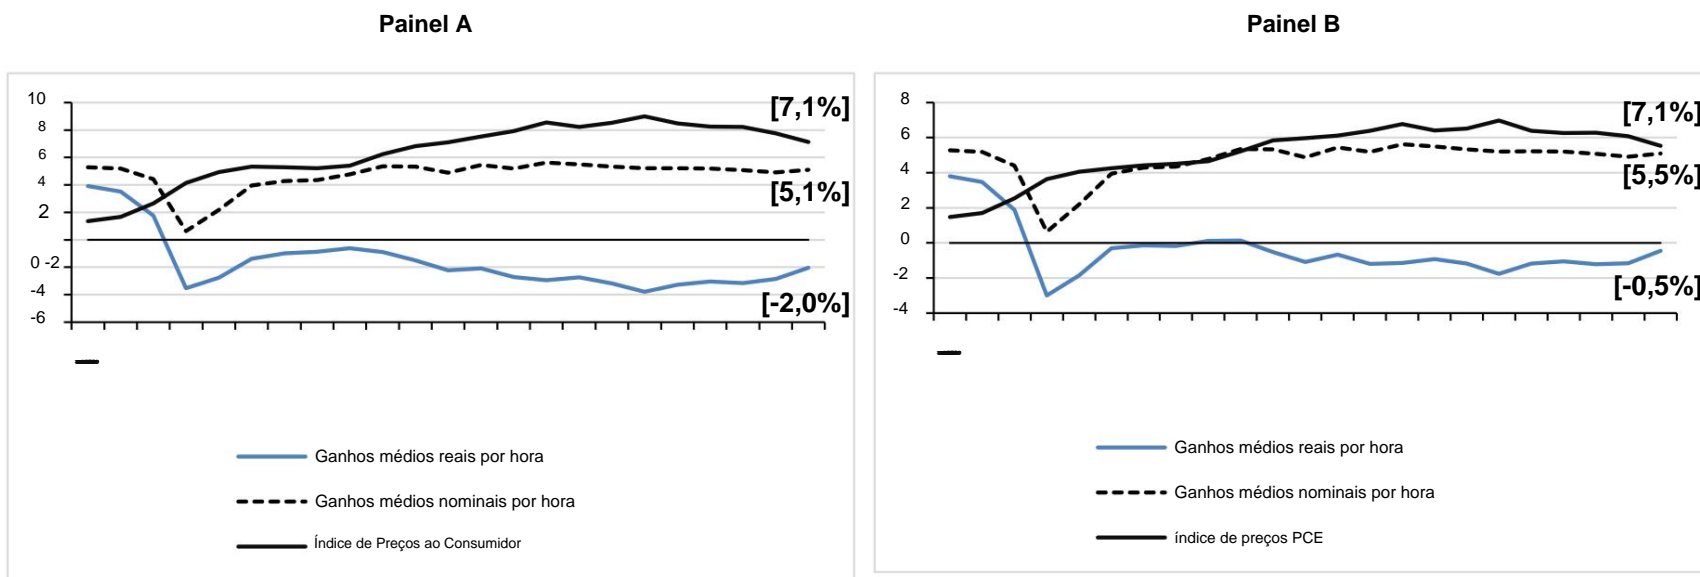 Painel A
10
8
6
4
2
0 -2
-4
-6
[7,1%]
[5,1%]
[-2,0%]
Ganhos médios reais por hora
Ganhos médios nominais por hora
Índice de Preços ao Consumidor
Painel B
8
6
4
2
0
-2
-4
[7,1%]
[5,5%]
[-0,5%]
Ganhos médios reais por hora
Ganhos médios nominais por hora
índice de preços PCE